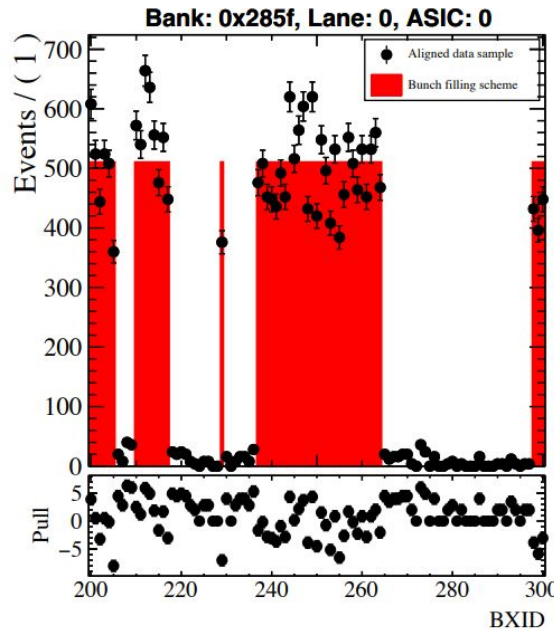 Bank: 0x285f, Lane: 0, ASIC: 0
Events / ( 1 )
700
600
500
400
300
200
100
0
Aligned data sample
Bunch filling scheme
Pull
5
0
−5
200 220 240 260 280 300
BXID